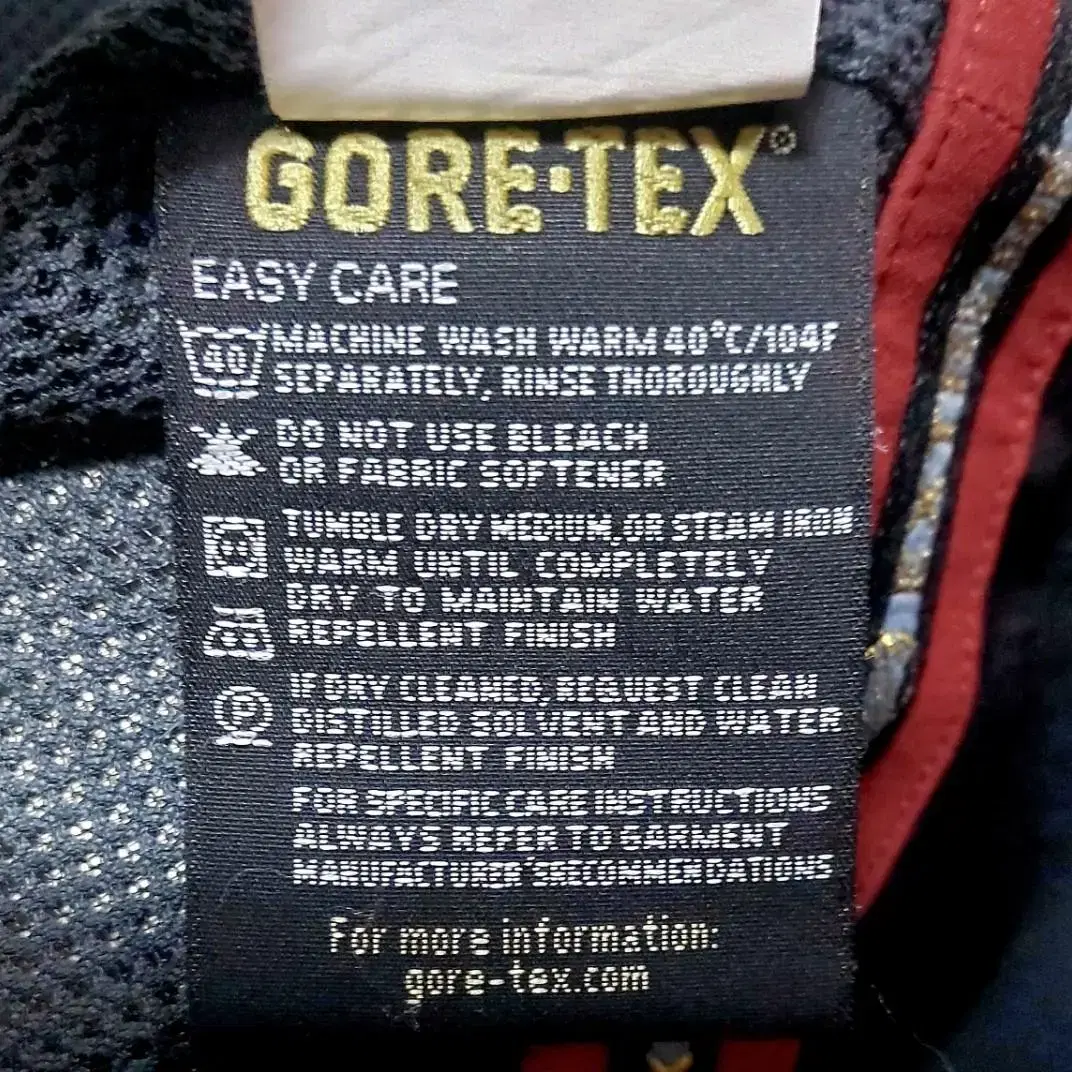 GORE-TEX®
EASY CARE
40 MACHINE WASH WARM 40°C/104F
SEPARATELY, RINSE THOROUGHLY
DO NOT USE BLEACH
OR FABRIC SOFTENER
TUMBLE DRY MEDIUM, OR STEAM IRON
WARM UNTIL COMPLETELY
DRY TO MAINTAIN WATER
REPELLENT FINISH
IF DRY CLEANED, REQUEST CLEAN
P DISTILLED SOLVENT AND WATER
REPELLENT FINISH
FOR SPECIFIC CARE INSTRUCTIONS
ALWAYS REFER TO GARMENT
MANUFACTURER'S RECOMMENDATIONS
For more information:
gore-tex.com